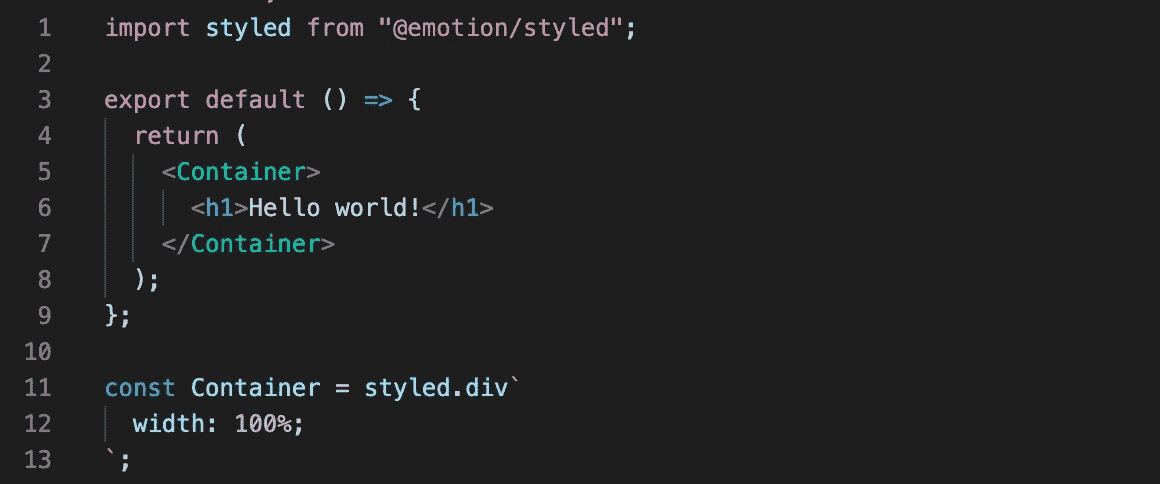 1 import styled from "@emotion/styled";
2
3 export default () => {
4   return (
5     <Container>
6       <h1>Hello world!</h1>
7     </Container>
8   );
9 };
10
11 const Container = styled.div`
12   width: 100%;
13 `;